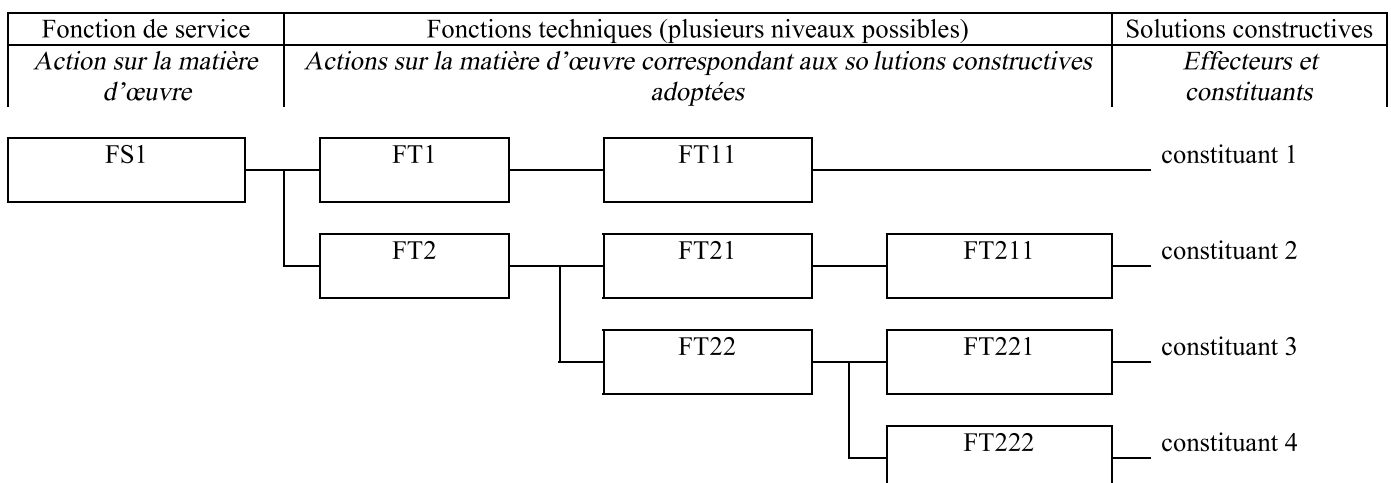 Fonction de service Fonctions techniques (plusieurs niveaux possibles) Solutions constructives
Action sur la matière Actions sur la matière d'œuvre correspondant aux so lutions constructives Effecteurs et
d'œuvre adoptées constituants
FS1 FT1 FT11 constituant 1
FT2 FT21 FT211 constituant 2
FT22 FT221 constituant 3
FT222 constituant 4